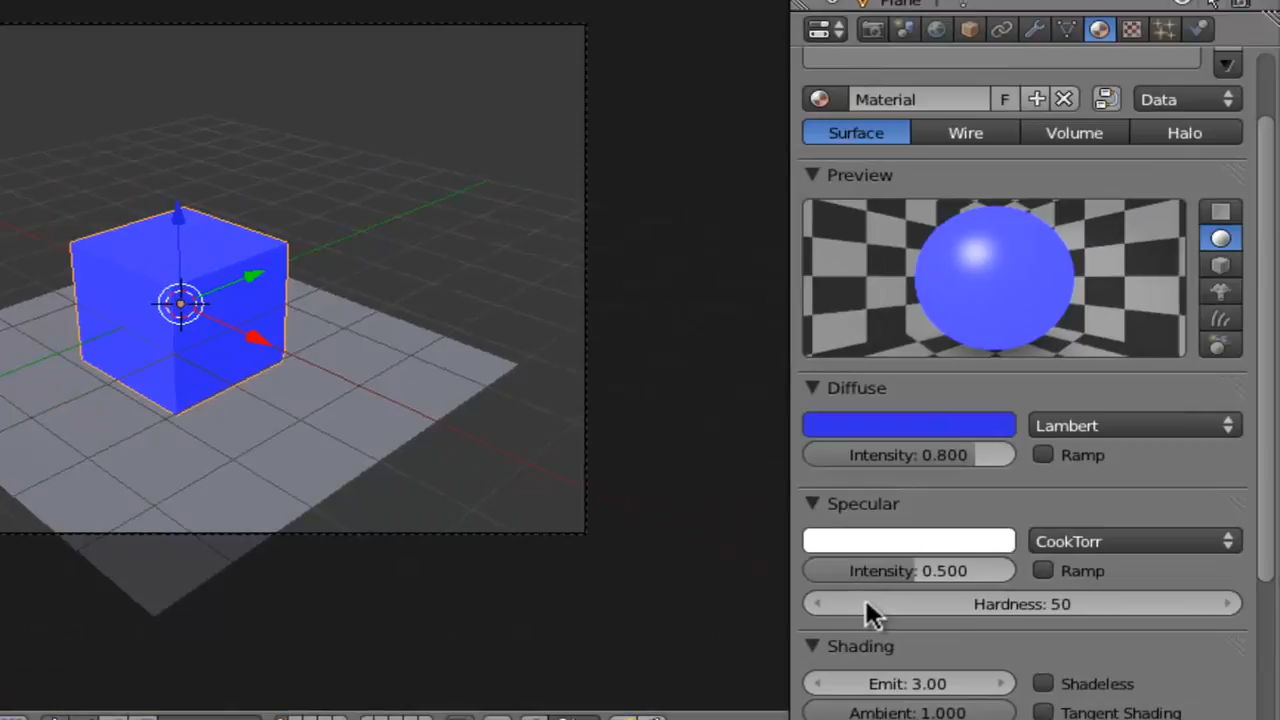 Plane
Material F Data
Surface Wire Volume Halo
Preview
Diffuse
Lambert
Intensity: 0.800 Ramp
Specular
CookTorr
Intensity: 0.500 Ramp
Hardness: 50
Shading
Emit: 3.00 Shadeless
Ambient: 1.000 Tangent Shading